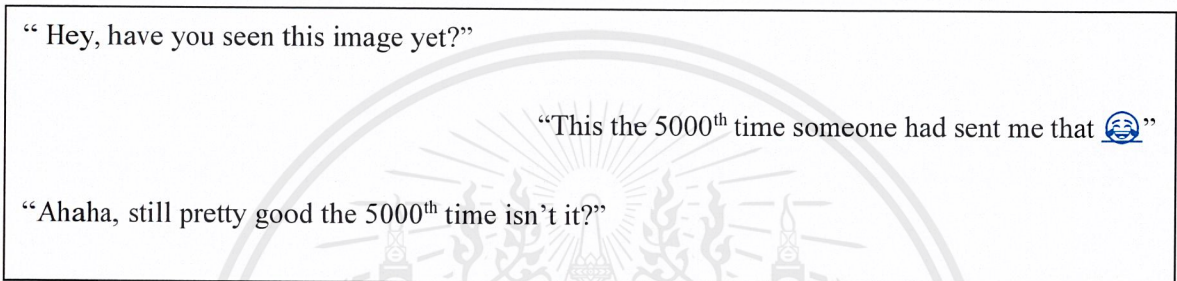 “ Hey, have you seen this image yet?”
“This the 5000th time someone had sent me that 😂”
“Ahaha, still pretty good the 5000th time isn’t it?”